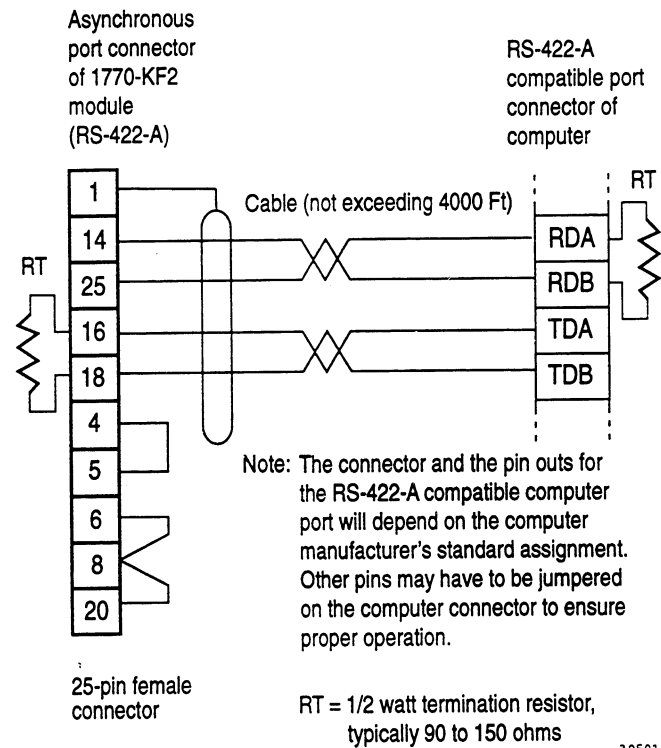 Asynchronous
port connector
of 1770-KF2
module
(RS-422-A)
RS-422-A
compatible port
connector of
computer
RT
1
Cable (not exceeding 4000 Ft)
14
RDA
RT
25
RDB
16
TDA
18
TDB
4
5
6
8
20
Note: The connector and the pin outs for
the RS-422-A compatible computer
port will depend on the computer
manufacturer's standard assignment.
Other pins may have to be jumpered
on the computer connector to ensure
proper operation.
25-pin female
connector
RT = 1/2 watt termination resistor,
typically 90 to 150 ohms